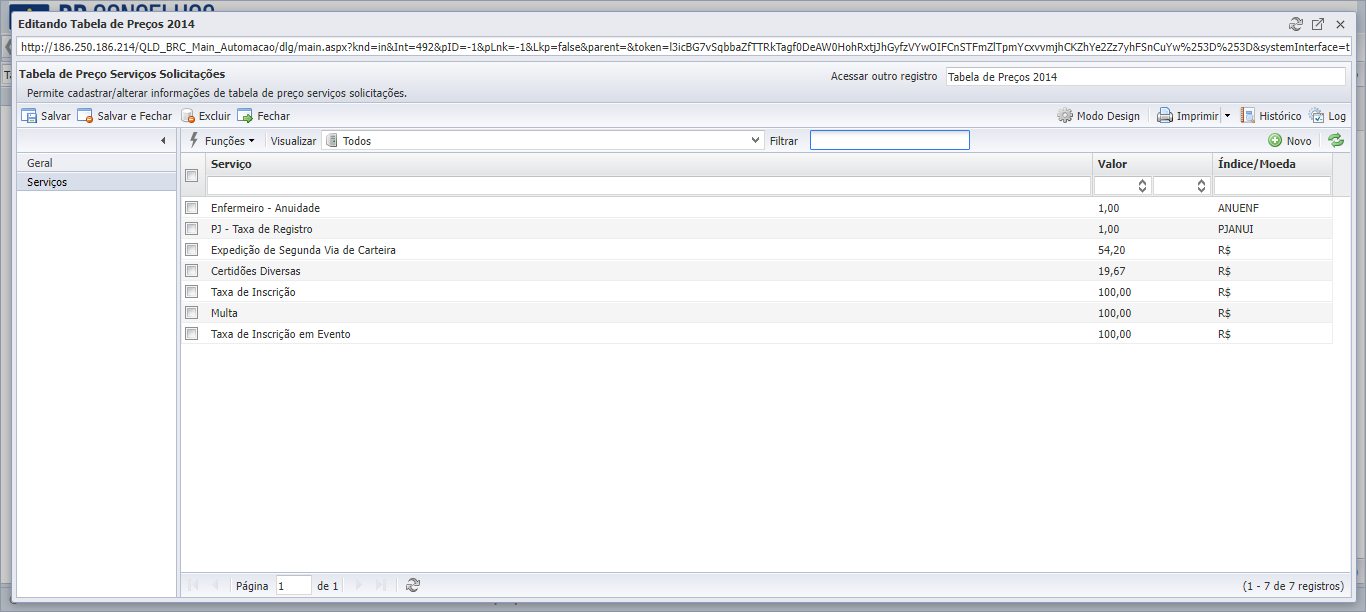 Editando Tabela de Preços 2014
http://186.250.186.214/QLD_BRC_Main_Automacao/dlg/main.aspx?knd=in&Int=492&pID=-1&pLnk=-1&Lkp=false&parent=&token=l3icBG7vSqbbaZfTTRkTagf0DeAW0HohRxtjJhGyfzVYwOIFCnSTFmZlTpmYcxvvmjhCKZhYe2Zz7yhFSnCuYw%253D%253D&systemInterface=t
Tabela de Preço Serviços Solicitações
Acessar outro registro Tabela de Preços 2014
Permite cadastrar/alterar informações de tabela de preço serviços solicitações.
Salvar Salvar e Fechar Excluir Fechar Modo Design Imprimir Histórico Log
Funções Visualizar Todos Filtrar Novo
Geral
Serviços
Serviço Valor Índice/Moeda
Enfermeiro - Anuidade 1,00 ANUENF
PJ - Taxa de Registro 1,00 PJANUI
Expedição de Segunda Via de Carteira 54,20 R$
Certidões Diversas 19,67 R$
Taxa de Inscrição 100,00 R$
Multa 100,00 R$
Taxa de Inscrição em Evento 100,00 R$
Página 1 de 1 (1 - 7 de 7 registros)